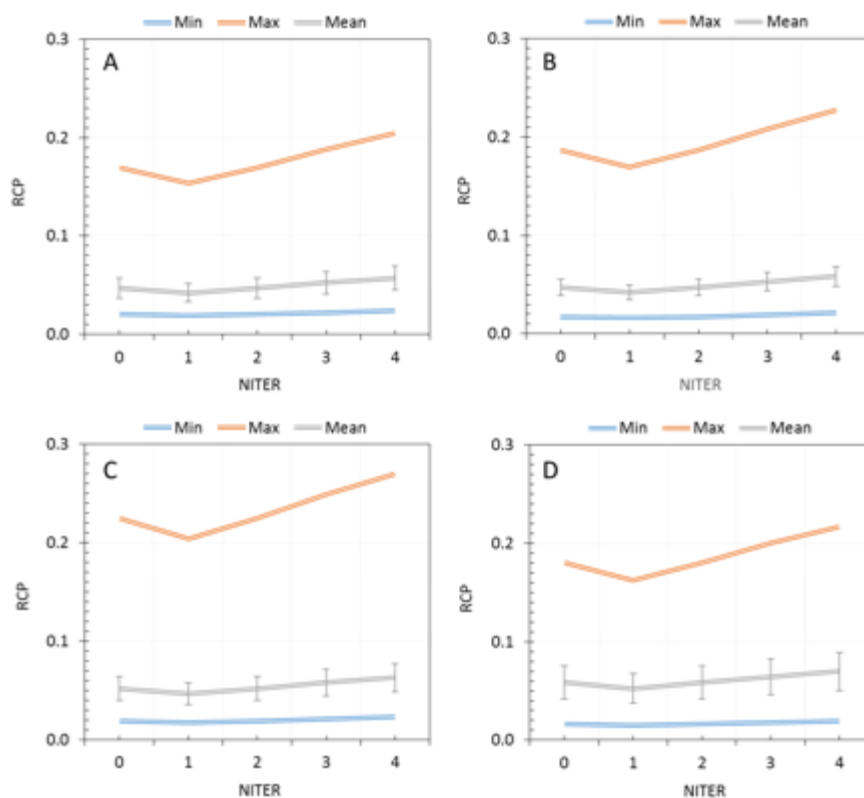 Min Max Mean
0.3
A
0.2
RCP
0.1
0.0
0 1 2 3 4
NITER
Min Max Mean
0.3
B
0.2
RCP
0.1
0.0
0 1 2 3 4
NITER
Min Max Mean
0.3
C
0.2
RCP
0.1
0.0
0 1 2 3 4
NITER
Min Max Mean
0.3
D
0.2
RCP
0.1
0.0
0 1 2 3 4
NITER